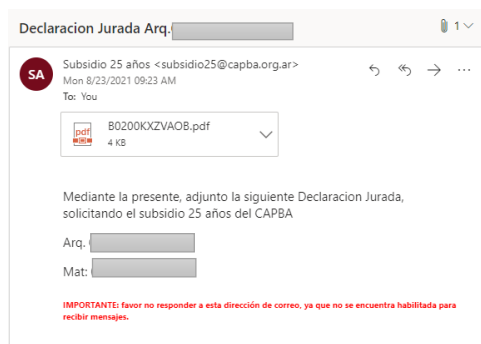 Declaracion Jurada Arq.
1
SA
Subsidio 25 años <subsidio25@capba.org.ar>
Mon 8/23/2021 09:23 AM
To: You
pdf
B0200KXZVAOB.pdf
4 KB
Mediante la presente, adjunto la siguiente Declaracion Jurada,
solicitando el subsidio 25 años del CAPBA
Arq.
Mat:
IMPORTANTE: favor no responder a esta dirección de correo, ya que no se encuentra habilitada para
recibir mensajes.